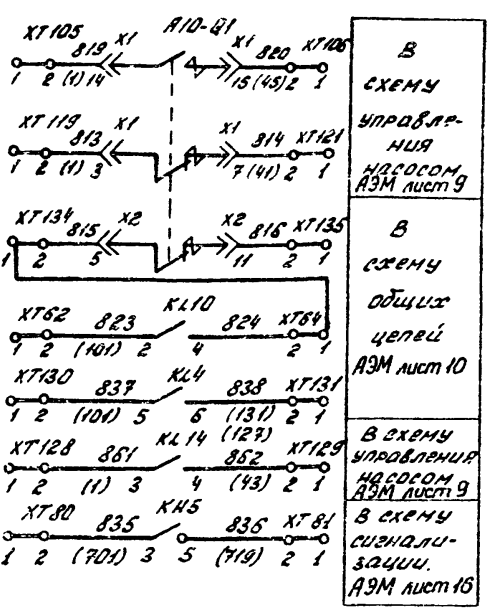 XT105 819 X1 A10-Q1 X1 820 XT106
1 2 (1) 14 15 (45) 2 1
В
схему
управле-
ния
насосом
АЭМ лист 9
XT119 813 X1 X1 814 XT121
1 2 (1) 3 7 (41) 2 1
XT134 815 X2 X2 816 XT135
1 2 5 11 2 1
В
схему
общих
цепей
АЭМ лист 10
XT62 823 KL10 824 XT64
1 2 (101) 2 4 2 1
XT130 837 KL4 838 XT131
1 2 (101) 5 6 (131) 2 1
(127)
XT128 861 KL14 862 XT129
1 2 (1) 3 4 (43) 2 1
В схему
управления
насосом
АЭМ лист 9
XT80 835 KH5 836 XT81
1 2 (701) 3 5 (719) 2 1
В схему
сигнали-
зации.
АЭМ лист 16